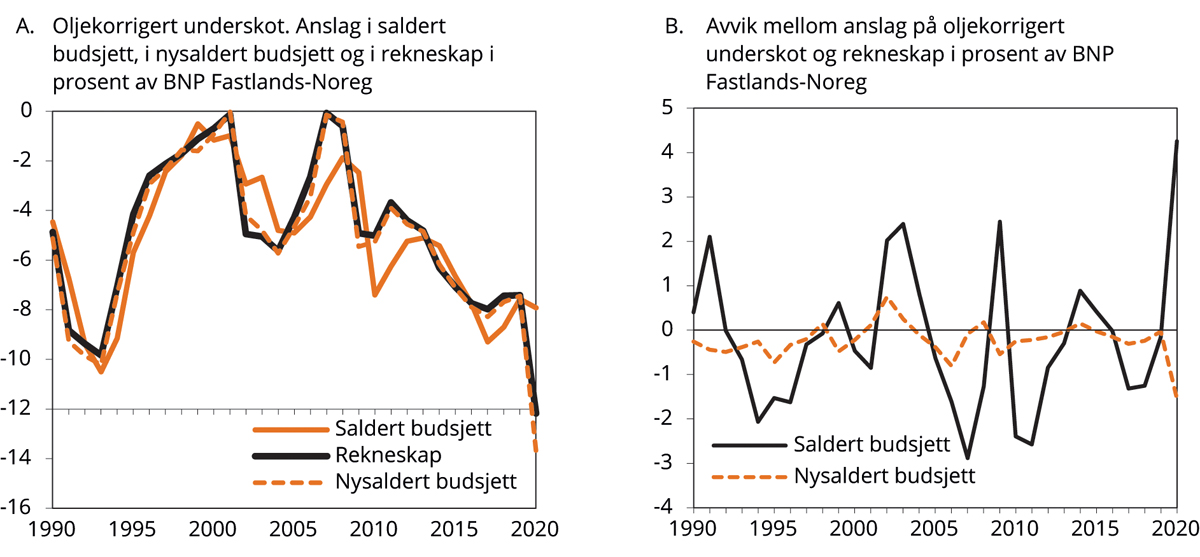 A. Oljekorrigert underskot. Anslag i saldert
budsjett, i nysaldert budsjett og i rekneskap i
prosent av BNP Fastlands-Noreg
0
-2
-4
-6
-8
-10
-12
-14
-16
Saldert budsjett
Rekneskap
Nysaldert budsjett
1990 1995 2000 2005 2010 2015 2020
B. Avvik mellom anslag på oljekorrigert
underskot og rekneskap i prosent av BNP
Fastlands-Noreg
5
4
3
2
1
0
-1
-2
-3
-4
Saldert budsjett
Nysaldert budsjett
1990 1995 2000 2005 2010 2015 2020